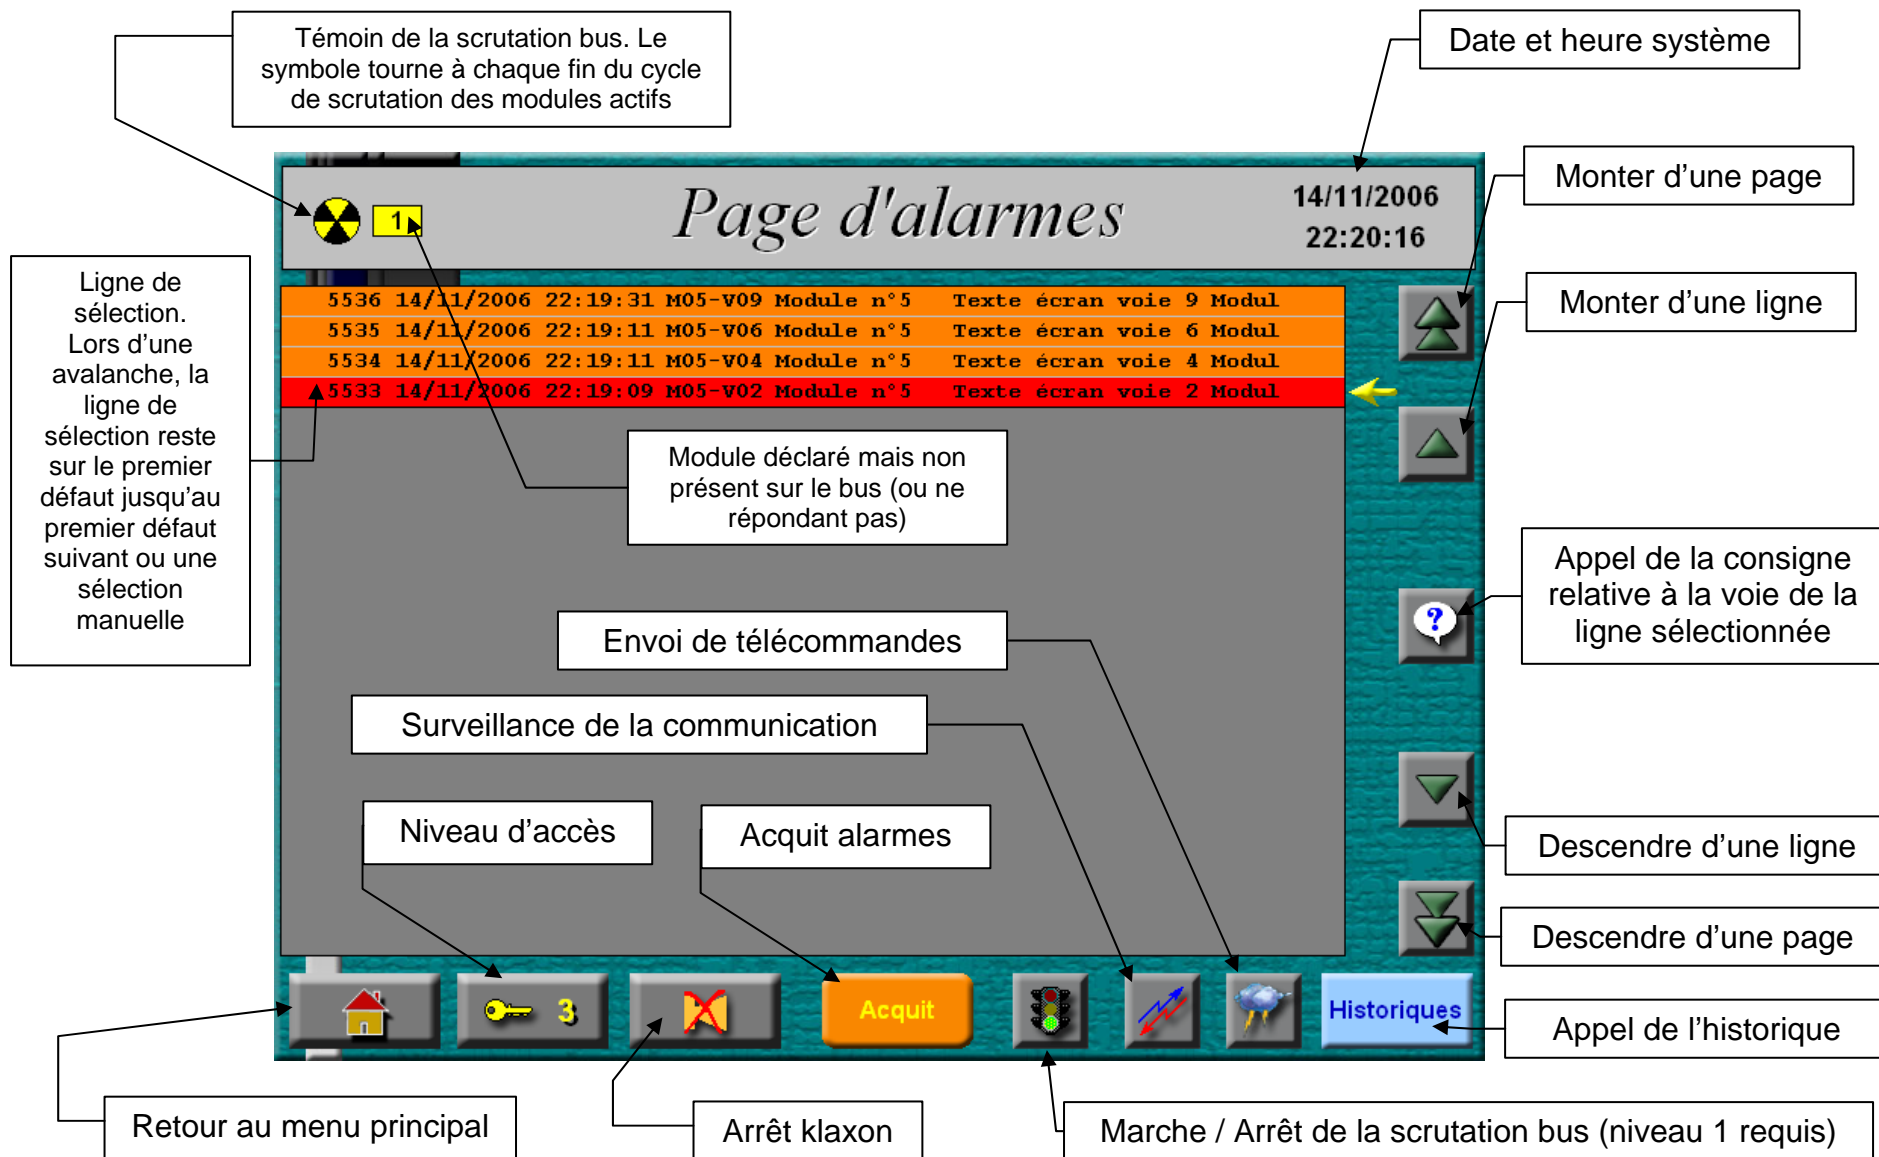 Témoin de la scrutation bus. Le
symbole tourne à chaque fin du cycle
de scrutation des modules actifs
Date et heure système
Page d'alarmes
1
14/11/2006
22:20:16
Monter d’une page
Ligne de
sélection.
Lors d’une
avalanche, la
ligne de
sélection reste
sur le premier
défaut jusqu’au
premier défaut
suivant ou une
sélection
manuelle
5536 14/11/2006 22:19:31 M05-V09 Module n°5 Texte écran voie 9 Modul
5535 14/11/2006 22:19:11 M05-V06 Module n°5 Texte écran voie 6 Modul
5534 14/11/2006 22:19:11 M05-V04 Module n°5 Texte écran voie 4 Modul
5533 14/11/2006 22:19:09 M05-V02 Module n°5 Texte écran voie 2 Modul
Monter d’une ligne
Module déclaré mais non
présent sur le bus (ou ne
répondant pas)
Appel de la consigne
relative à la voie de la
ligne sélectionnée
?
Envoi de télécommandes
Surveillance de la communication
Niveau d’accès
Acquit alarmes
Descendre d’une ligne
Descendre d’une page
3
Acquit
Historiques
Appel de l’historique
Retour au menu principal
Arrêt klaxon
Marche / Arrêt de la scrutation bus (niveau 1 requis)